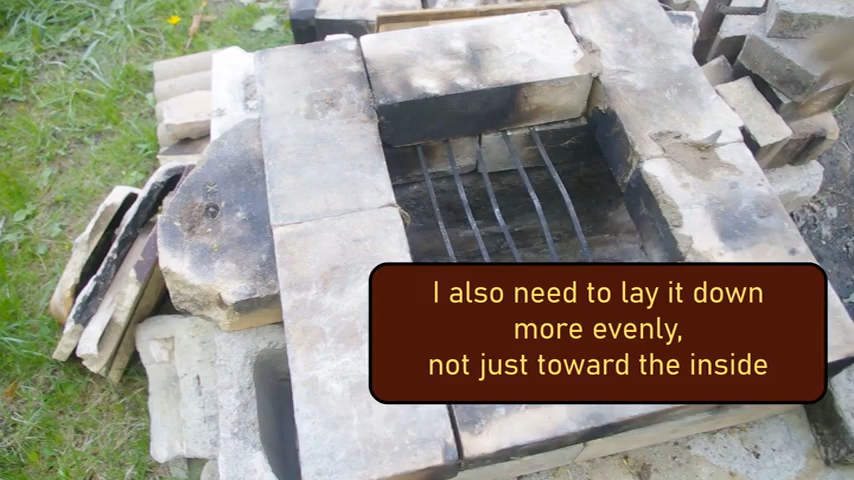 I also need to lay it down
more evenly,
not just toward the inside